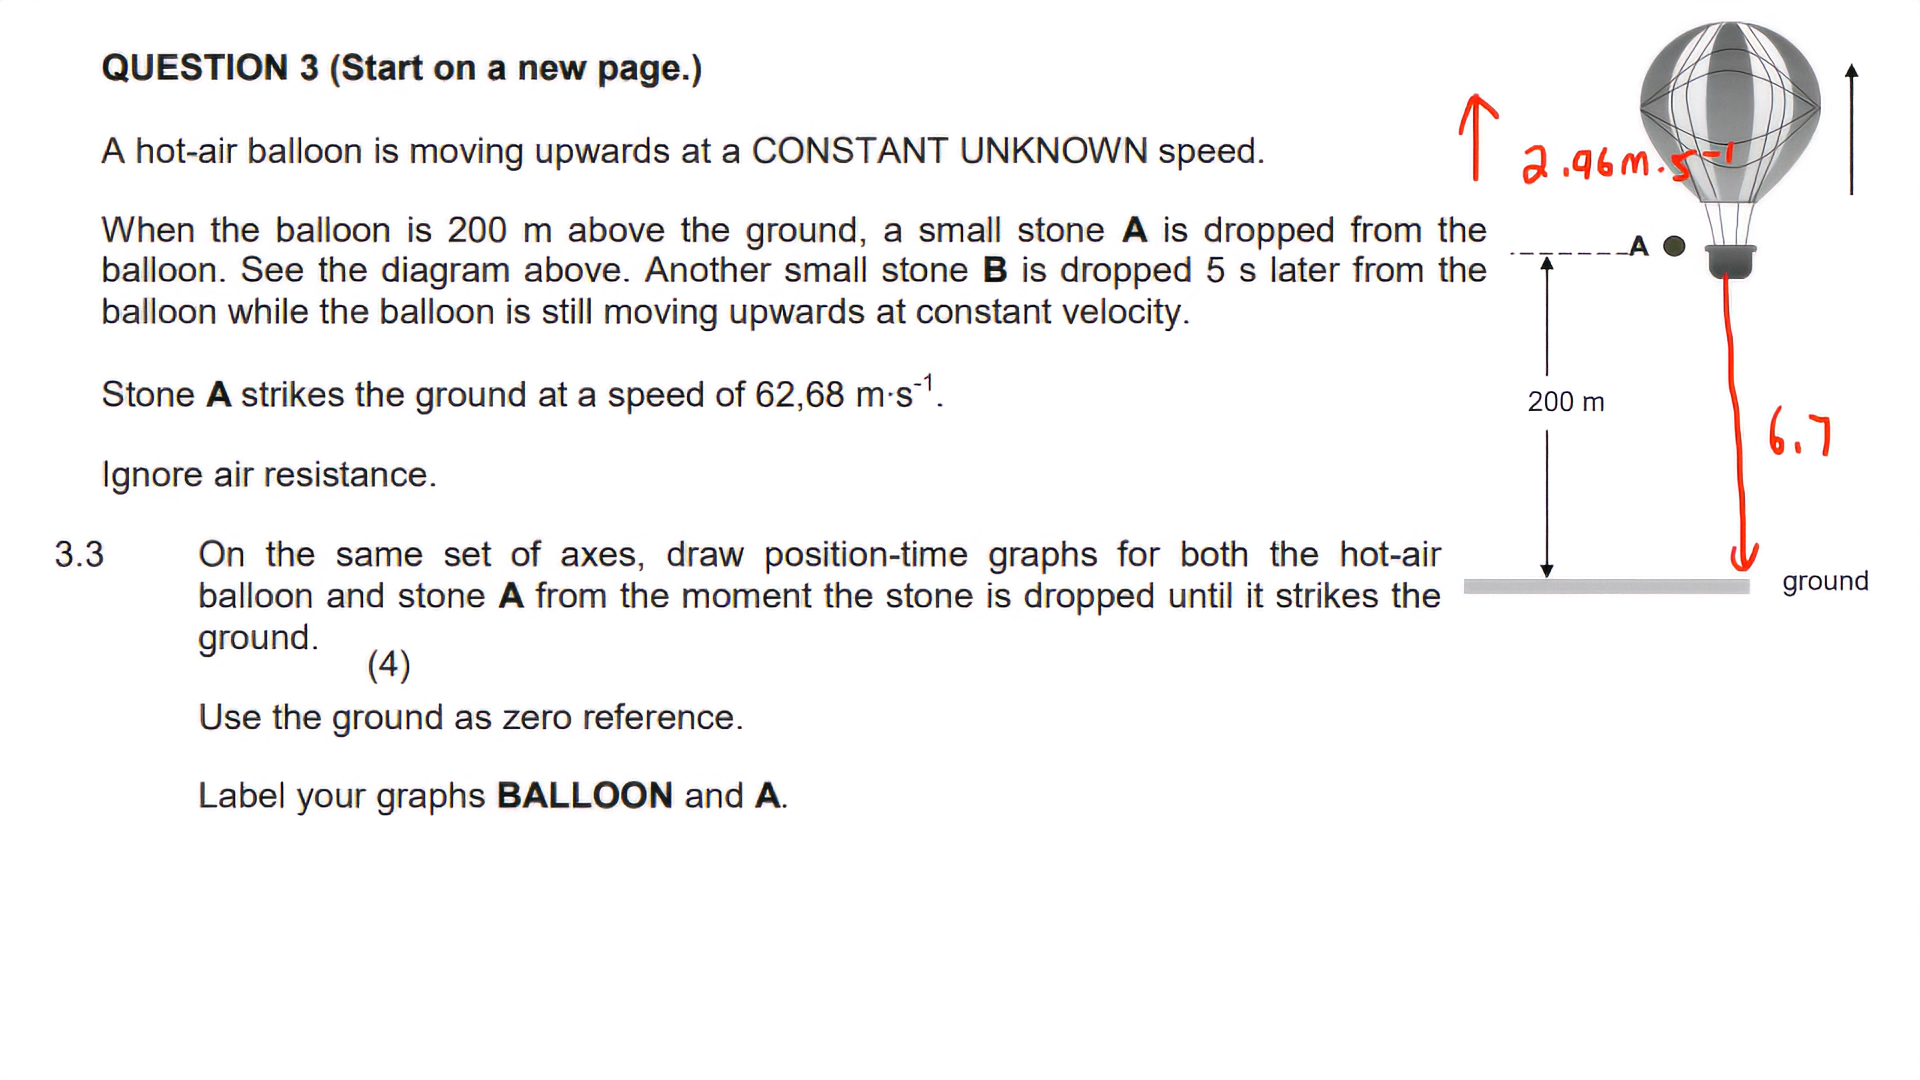 QUESTION 3 (Start on a new page.)
A hot-air balloon is moving upwards at a CONSTANT UNKNOWN speed.
2.96m.s⁻¹
When the balloon is 200 m above the ground, a small stone A is dropped from the
balloon. See the diagram above. Another small stone B is dropped 5 s later from the
balloon while the balloon is still moving upwards at constant velocity.
A
Stone A strikes the ground at a speed of 62,68 m·s⁻¹.
200 m
6.7
Ignore air resistance.
3.3 On the same set of axes, draw position-time graphs for both the hot-air
balloon and stone A from the moment the stone is dropped until it strikes the
ground.
ground
(4)
Use the ground as zero reference.
Label your graphs BALLOON and A.